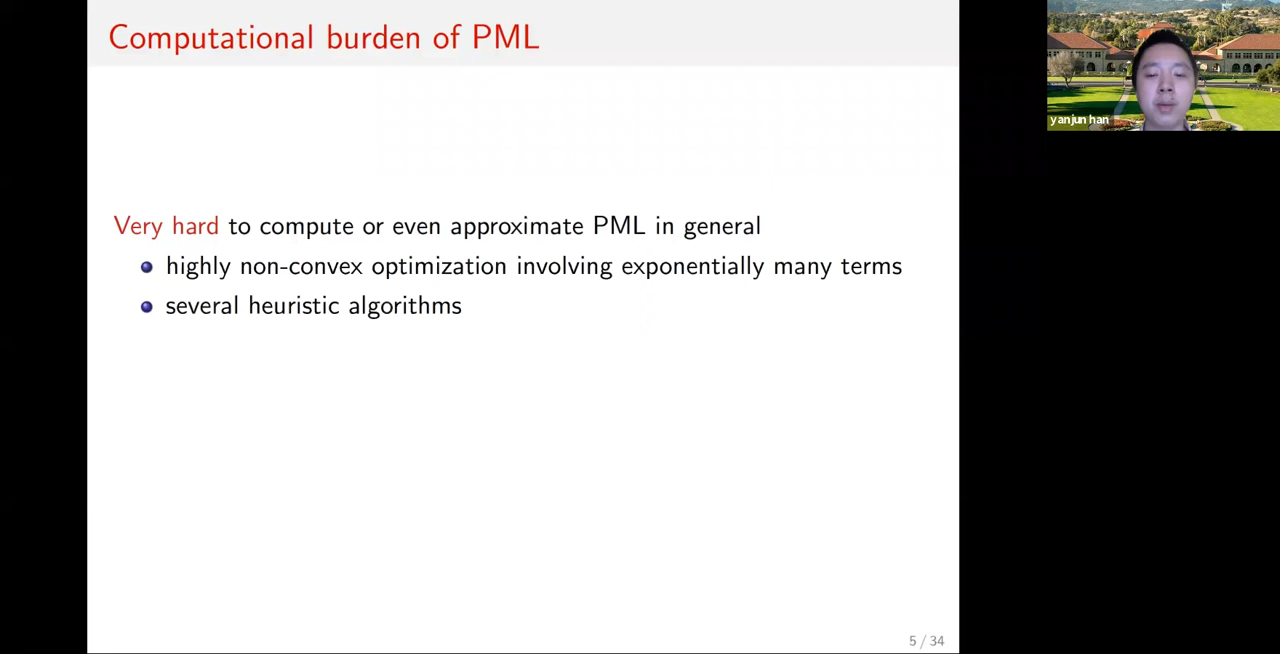 Computational burden of PML
yanjun han
Very hard to compute or even approximate PML in general
highly non-convex optimization involving exponentially many terms
several heuristic algorithms
5 / 34